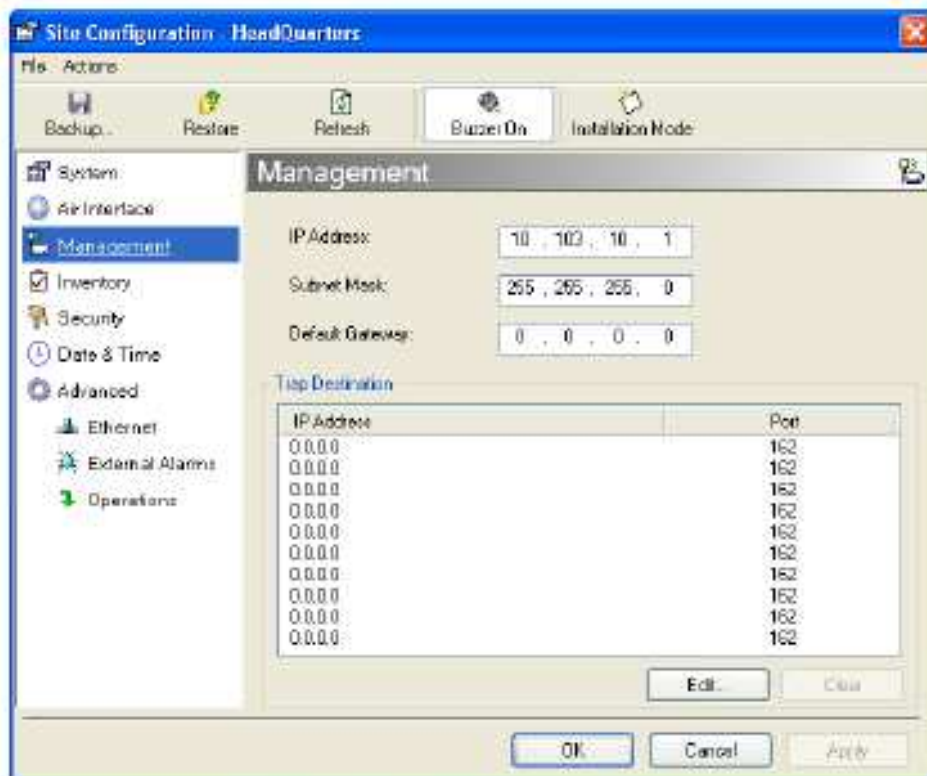 Site Configuration - HeadQuarters
File Actions
Backup... Restore Refresh Buzzer On Installation Mode
System
Air Interface
Management
Inventory
Security
Date & Time
Advanced
Ethernet
External Alarms
Operations
Management
IP Address: 10 . 103 . 10 . 1
Subnet Mask: 255 . 255 . 255 . 0
Default Gateway: 0 . 0 . 0 . 0
Trap Destination
IP Address Port
0.0.0.0 162
0.0.0.0 162
0.0.0.0 162
0.0.0.0 162
0.0.0.0 162
0.0.0.0 162
0.0.0.0 162
0.0.0.0 162
0.0.0.0 162
0.0.0.0 162
Edit... Clear
OK Cancel Apply